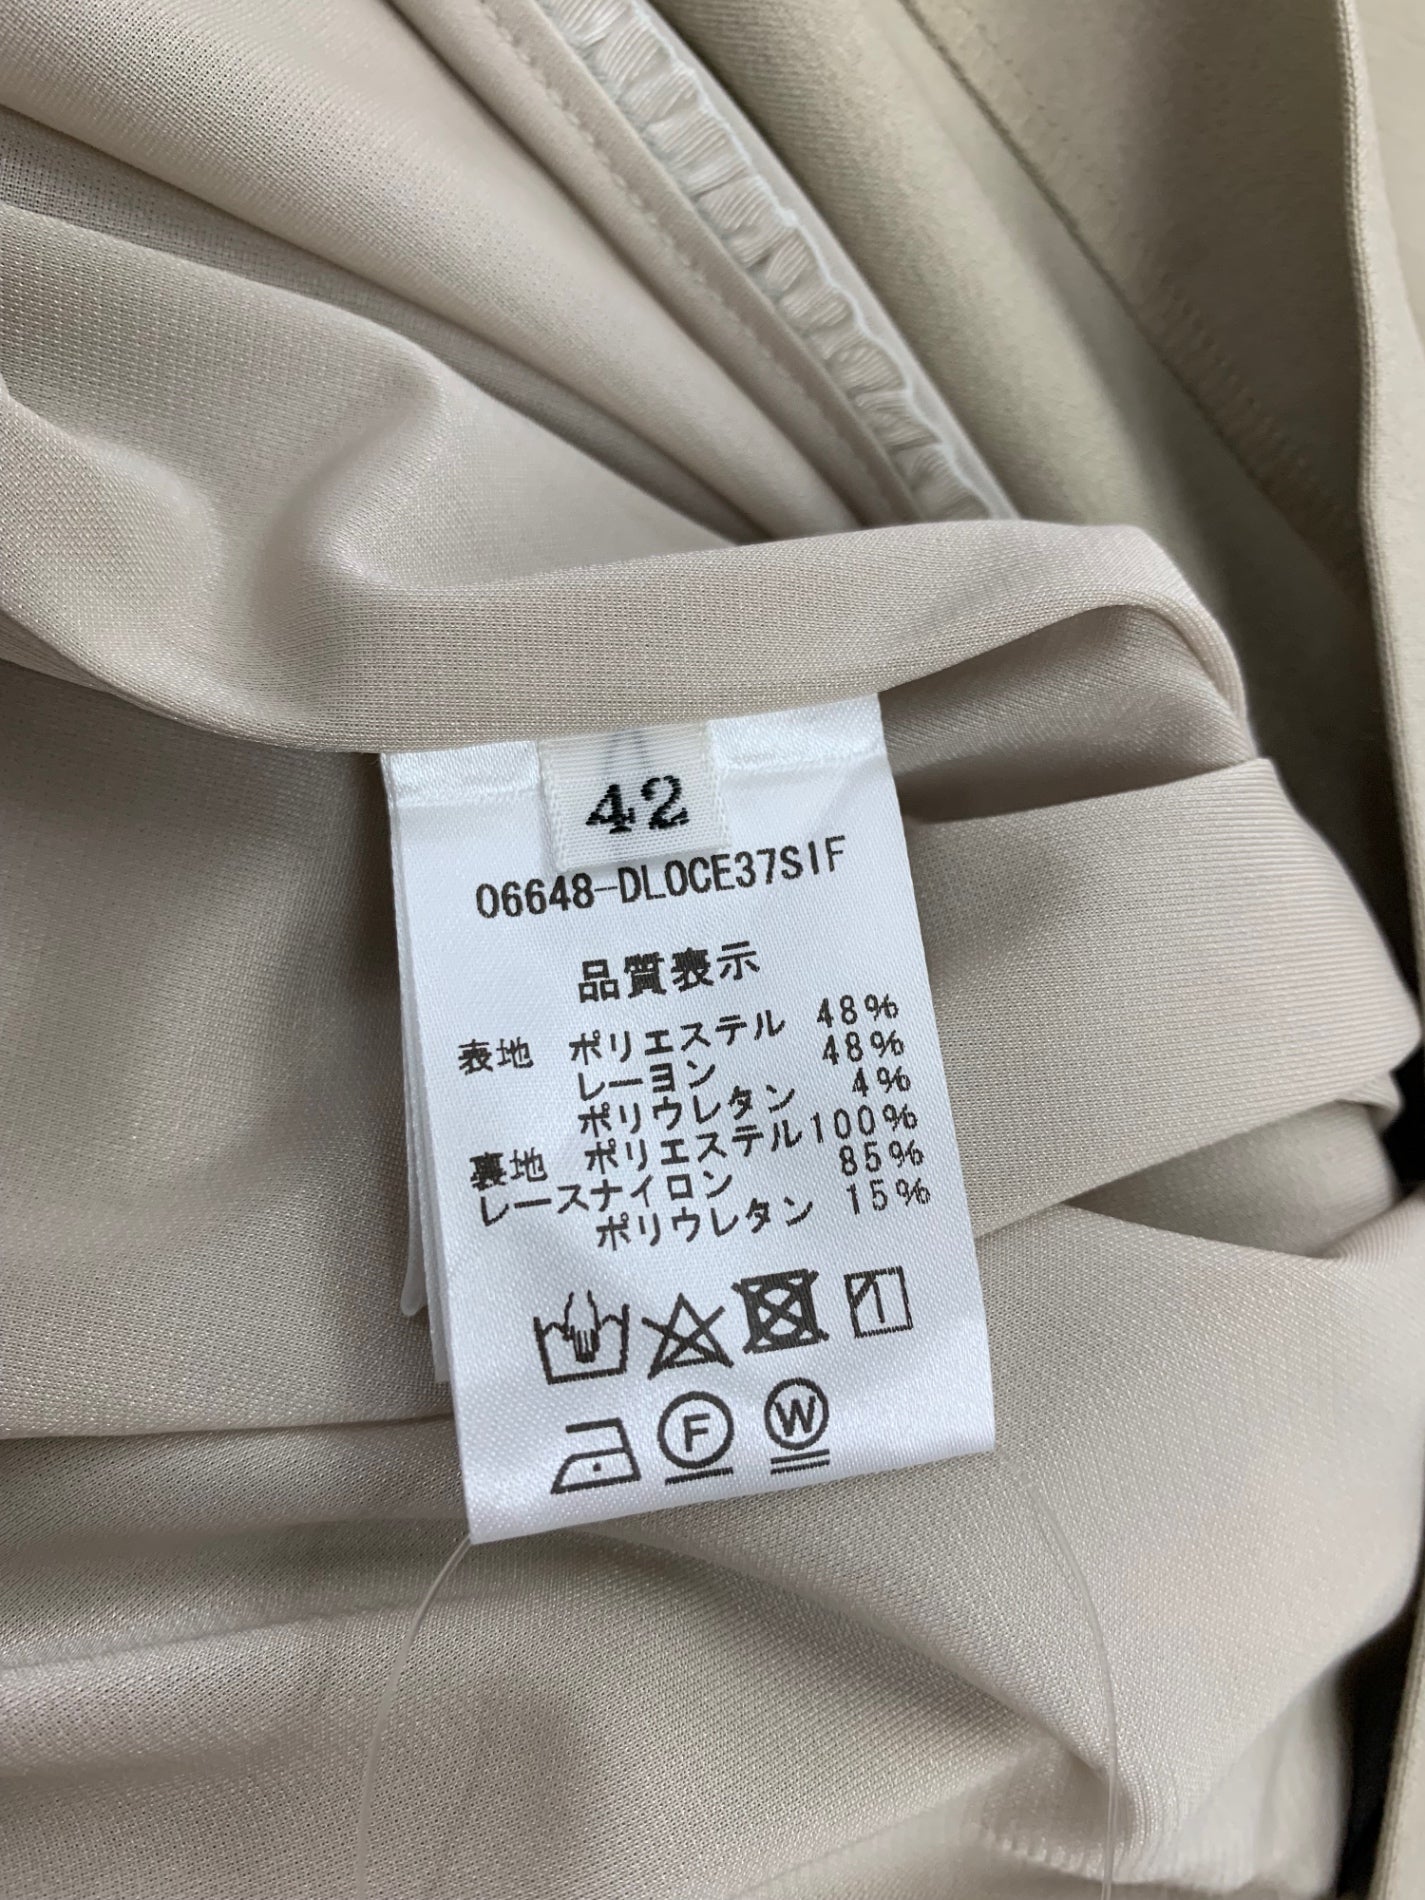 42
06648-DLOCE37SIF
品質表示
表地 ポリエステル 48%
レーヨン 48%
ポリウレタン 4%
裏地 ポリエステル100%
レースナイロン 85%
ポリウレタン 15%
F W